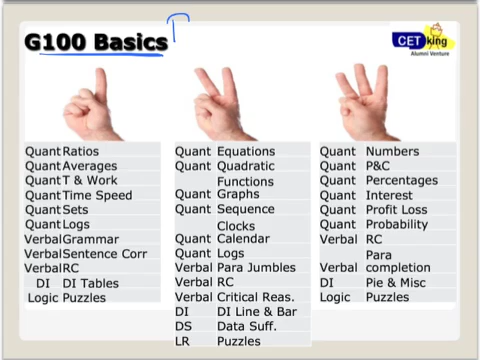 G100 Basics
CET king
Alumni Venture
Quant Ratios
Quant Averages
Quant T & Work
Quant Time Speed
Quant Sets
Quant Logs
Verbal Grammar
Verbal Sentence Corr
Verbal RC
DI DI Tables
Logic Puzzles
Quant Equations
Quant Quadratic
Functions
Quant Graphs
Quant Sequence
Clocks
Quant Calendar
Quant Logs
Verbal Para Jumbles
Verbal RC
Verbal Critical Reas.
DI DI Line & Bar
DS Data Suff.
LR Puzzles
Quant Numbers
Quant P&C
Quant Percentages
Quant Interest
Quant Profit Loss
Quant Probability
Verbal RC
Para
Verbal completion
DI Pie & Misc
Logic Puzzles